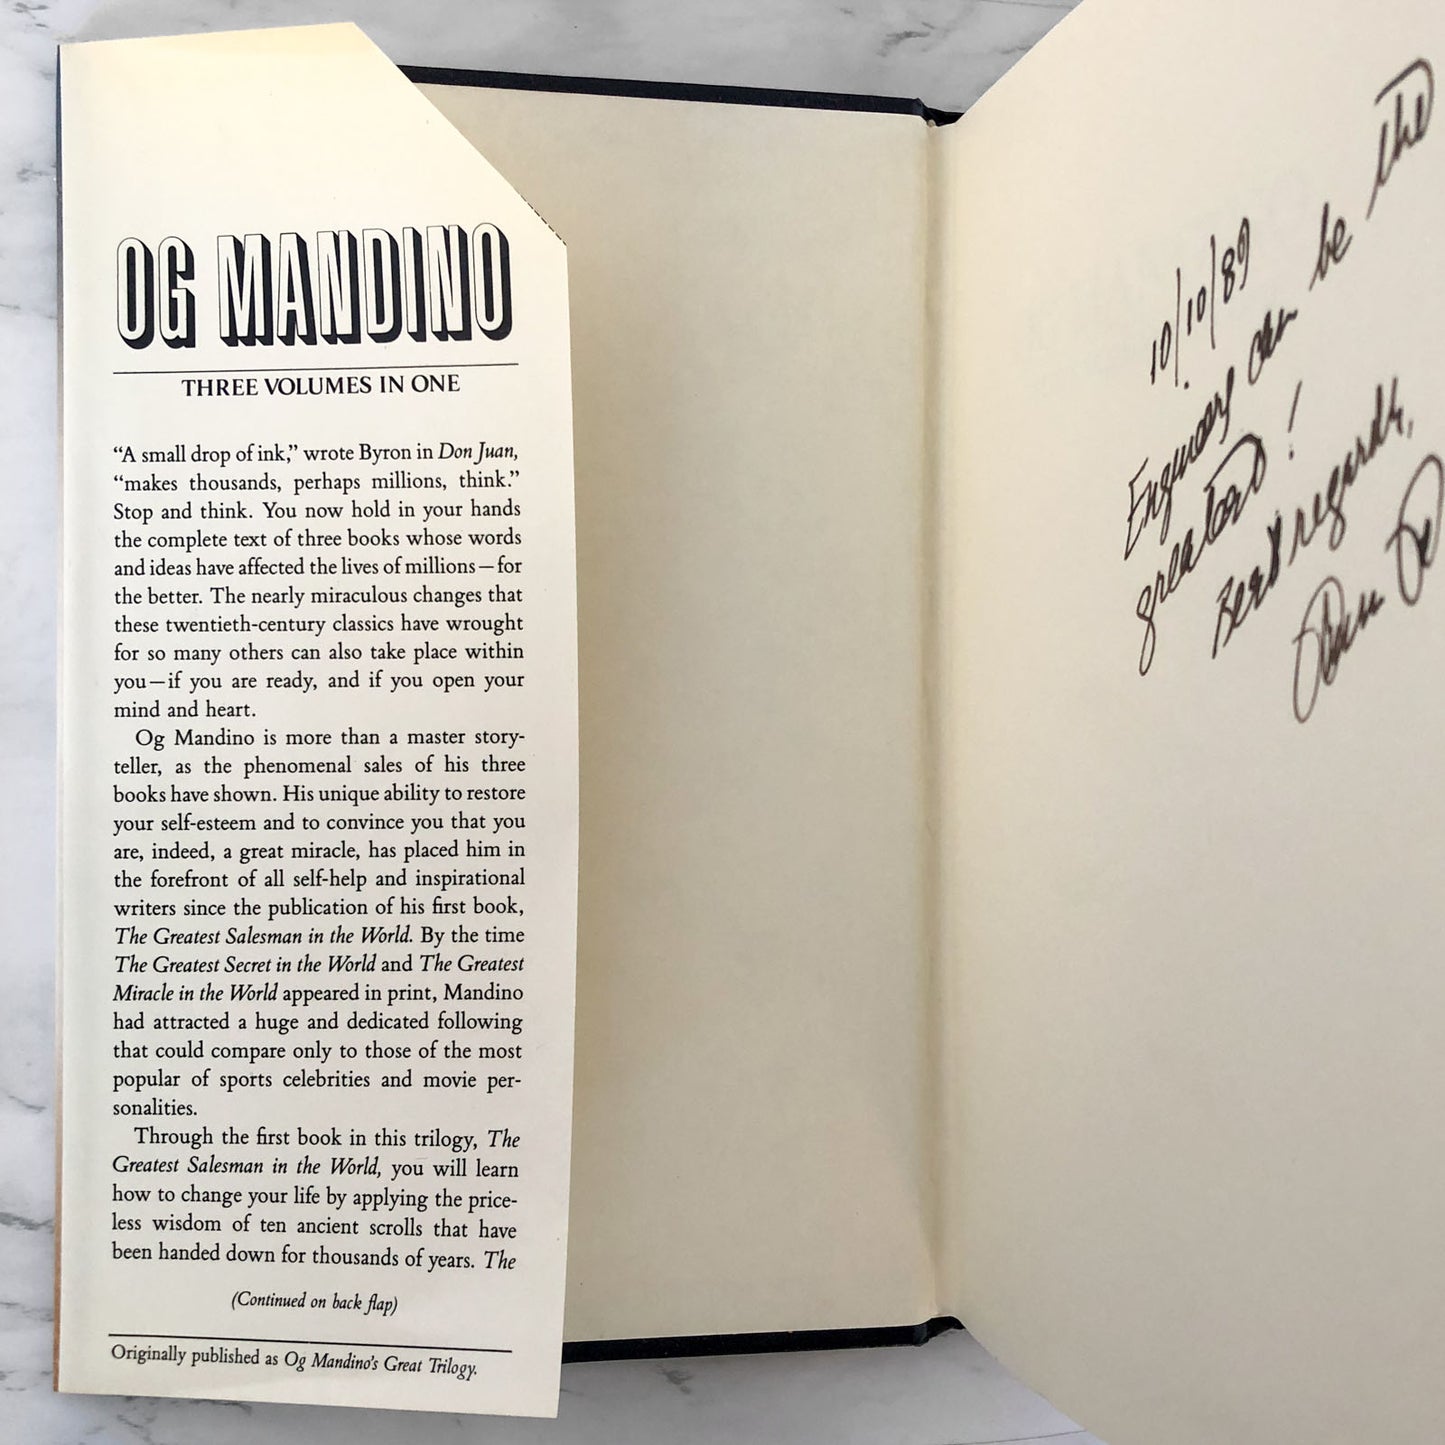 OG MANDINO
THREE VOLUMES IN ONE
“A small drop of ink,” wrote Byron in Don Juan,
“makes thousands, perhaps millions, think.”
Stop and think. You now hold in your hands
the complete text of three books whose words
and ideas have affected the lives of millions—for
the better. The nearly miraculous changes that
these twentieth-century classics have wrought
for so many others can also take place within
you—if you are ready, and if you open your
mind and heart.
Og Mandino is more than a master story-
teller, as the phenomenal sales of his three
books have shown. His unique ability to restore
your self-esteem and to convince you that you
are, indeed, a great miracle, has placed him in
the forefront of all self-help and inspirational
writers since the publication of his first book,
The Greatest Salesman in the World. By the time
The Greatest Secret in the World and The Greatest
Miracle in the World appeared in print, Mandino
had attracted a huge and dedicated following
that could compare only to those of the most
popular of sports celebrities and movie per-
sonalities.
Through the first book in this trilogy, The
Greatest Salesman in the World, you will learn
how to change your life by applying the price-
less wisdom of ten ancient scrolls that have
been handed down for thousands of years. The
(Continued on back flap)
Originally published as Og Mandino's Great Trilogy.
10/10/89
can be the
greatest!
Best regards,